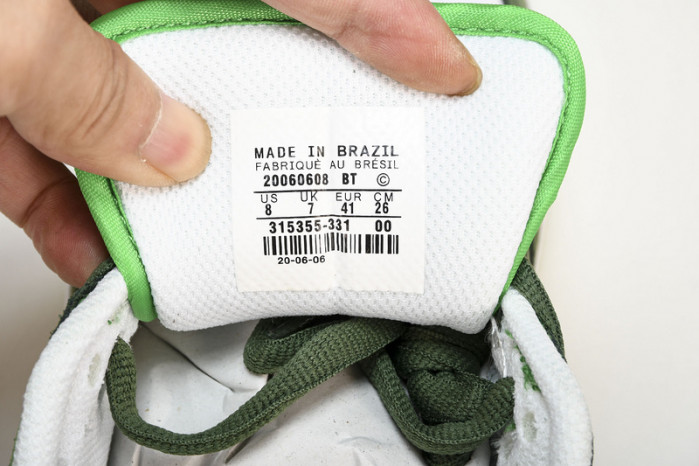 MADE IN BRAZIL
FABRIQUÈ AU BRÉSIL
20060608 BT ©
US UK EUR CM
8 7 41 26
315355-331 00
20-06-06